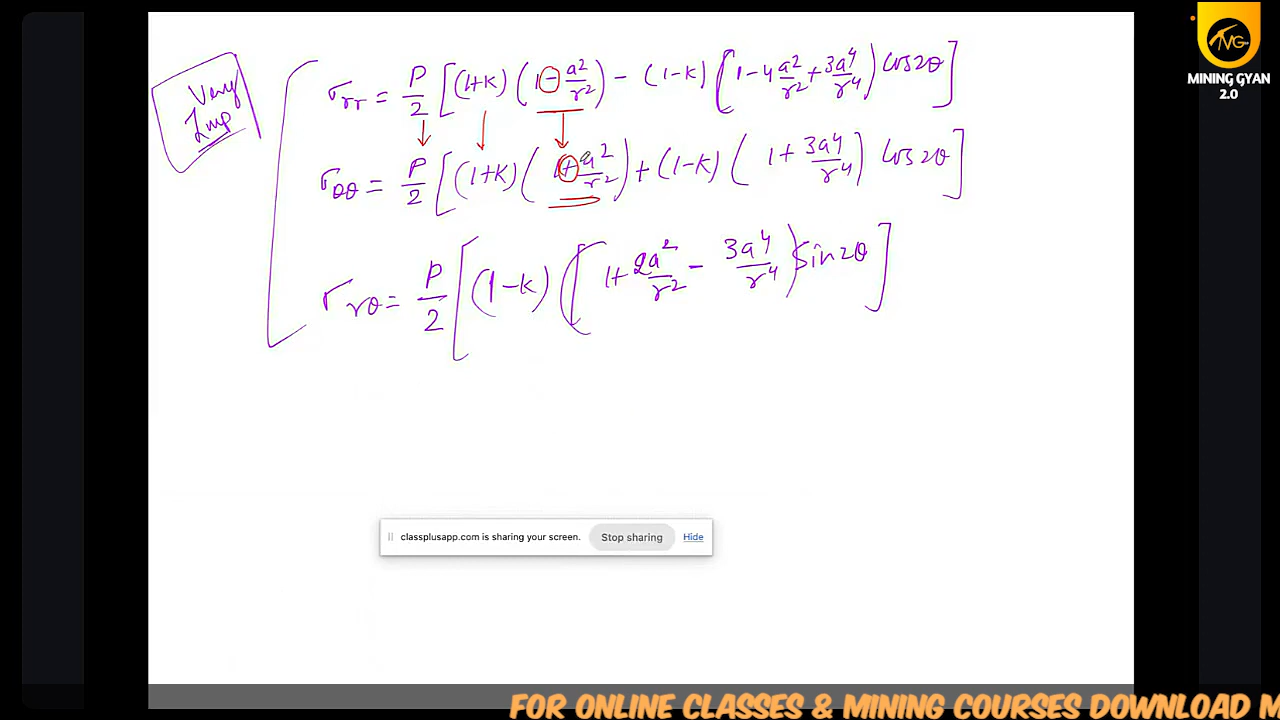 Very Imp
σrr = P/2 [(1+K) (1 - a²/r²) - (1-K) (1 - 4a²/r² + 3a⁴/r⁴) Cos2θ]
σθθ = P/2 [(1+K) (1 + a²/r²) + (1-K) (1 + 3a⁴/r⁴) Cos2θ]
σrθ = P/2 [(1-K) (1 + 2a²/r² - 3a⁴/r⁴) Sin2θ]
MINING GYAN
2.0
classplusapp.com is sharing your screen. Stop sharing Hide
FOR ONLINE CLASSES & MINING COURSES DOWNLOAD